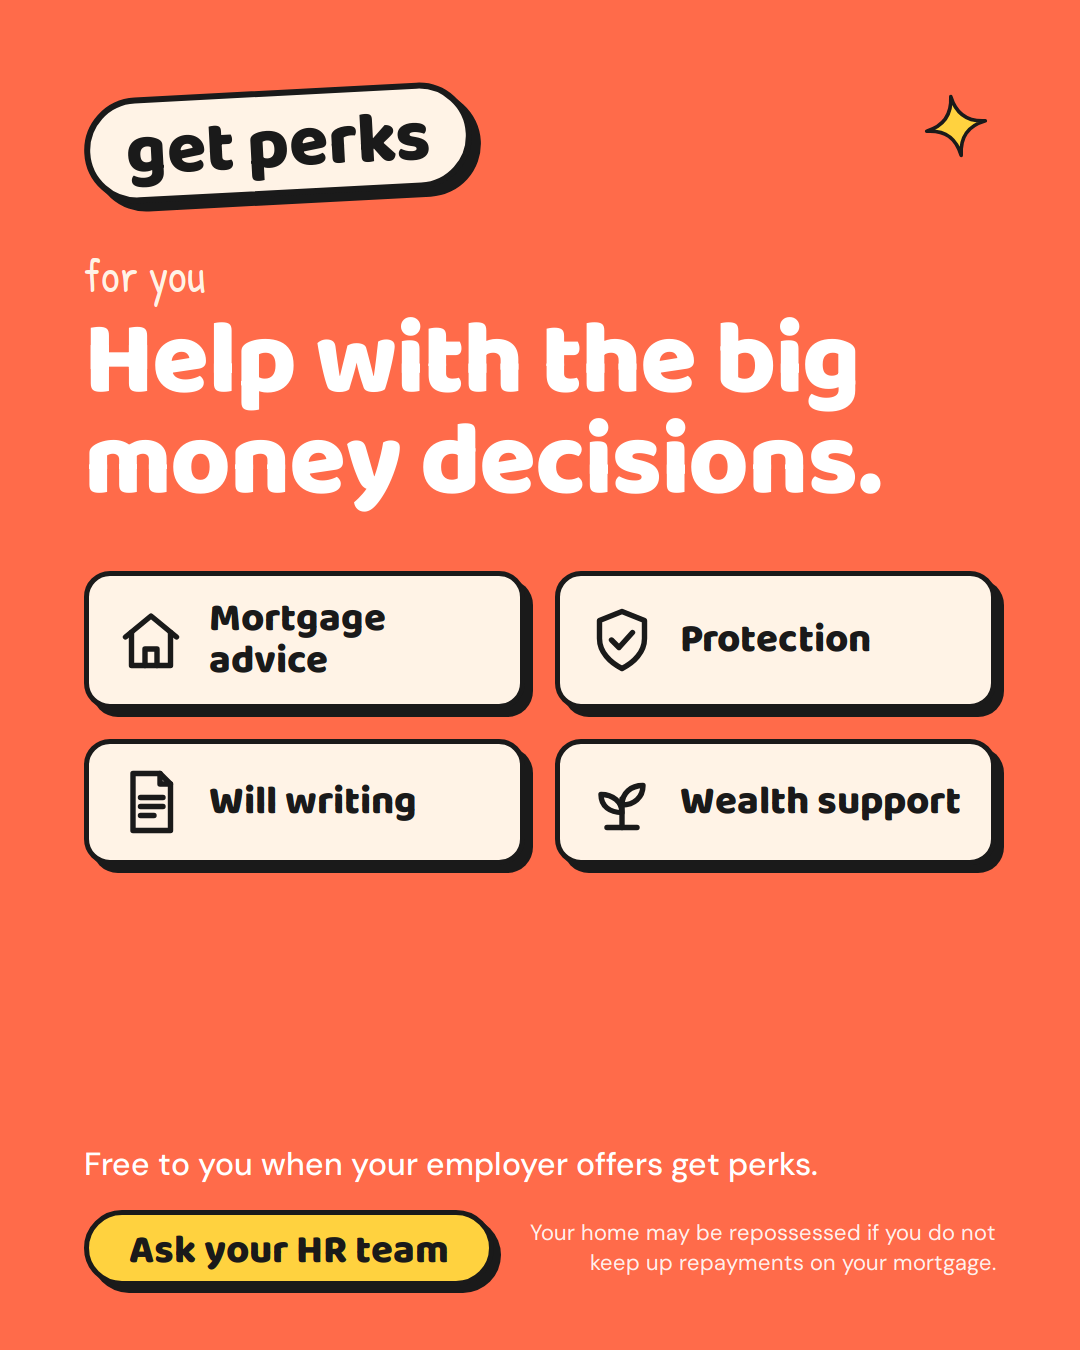 get perks
for you
Help with the big
money decisions.
Mortgage
advice
Protection
Will writing
Wealth support
Free to you when your employer offers get perks.
Ask your HR team
Your home may be repossessed if you do not
keep up repayments on your mortgage.